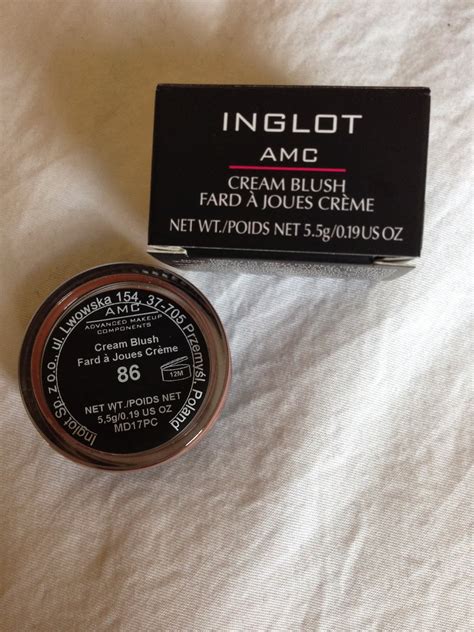 INGLOT
AMC
CREAM BLUSH
FARD À JOUES CRÈME
NET WT./POIDS NET 5.5g/0.19 US OZ
Inglot Sp. z o.o., ul. Lwowska 154, 37-705 Przemyśl, Poland
AMC
ADVANCED MAKEUP
COMPONENTS
Cream Blush
Fard à Joues Crème
86
12M
NET WT./POIDS NET
5,5g/0.19 US OZ
MD17PC